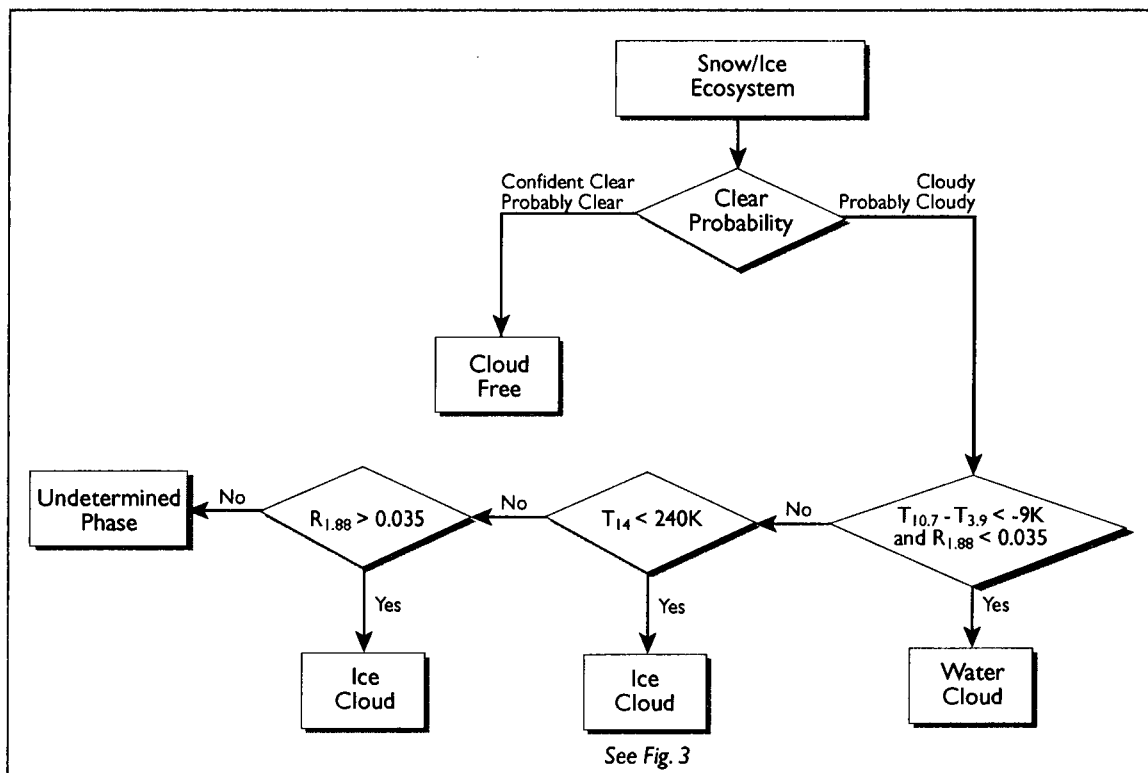 Snow/Ice
Ecosystem
Confident Clear
Probably Clear
Clear
Probability
Cloudy
Probably Cloudy
Cloud
Free
Undetermined
Phase
No
R1.88 > 0.035
No
T14 < 240K
No
T10.7 - T3.9 < -9K
and R1.88 < 0.035
Yes
Yes
Yes
Ice
Cloud
Ice
Cloud
Water
Cloud
See Fig. 3